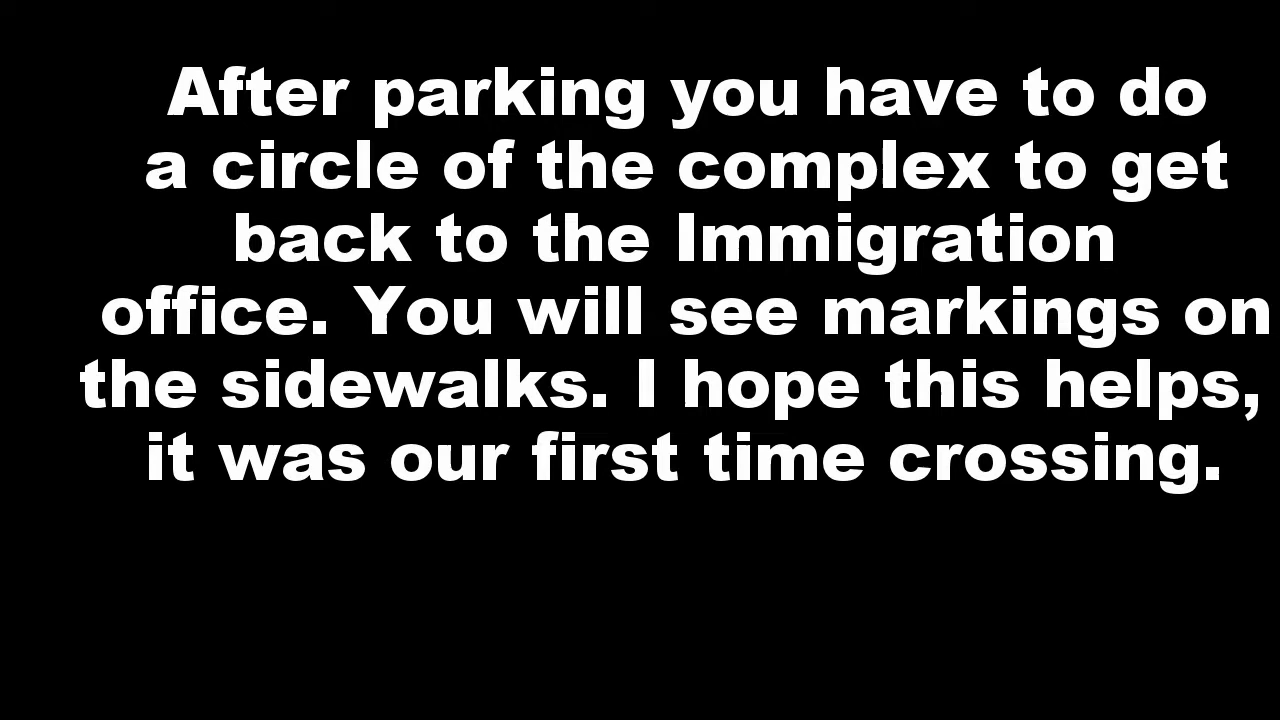 After parking you have to do
a circle of the complex to get
back to the Immigration
office. You will see markings on
the sidewalks. I hope this helps,
it was our first time crossing.